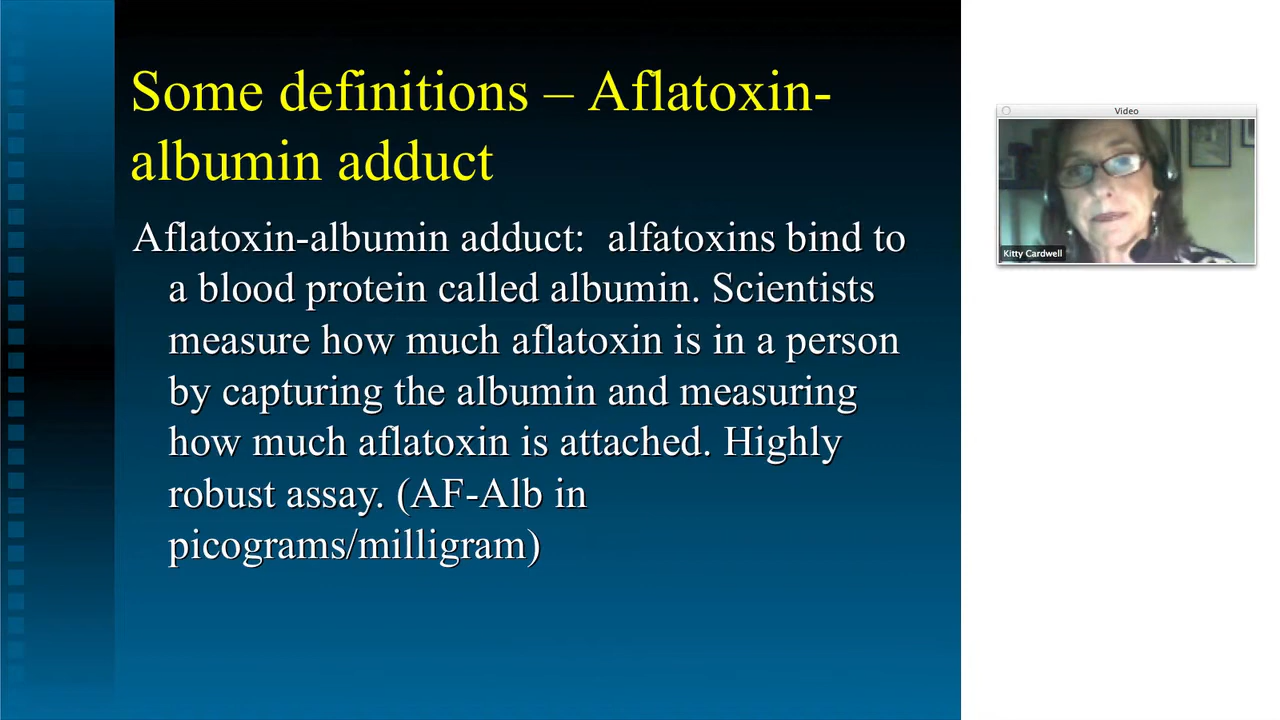 Some definitions – Aflatoxin-
albumin adduct
Aflatoxin-albumin adduct:  alfatoxins bind to
a blood protein called albumin. Scientists
measure how much aflatoxin is in a person
by capturing the albumin and measuring
how much aflatoxin is attached. Highly
robust assay. (AF-Alb in
picograms/milligram)
Video
Kitty Cardwell